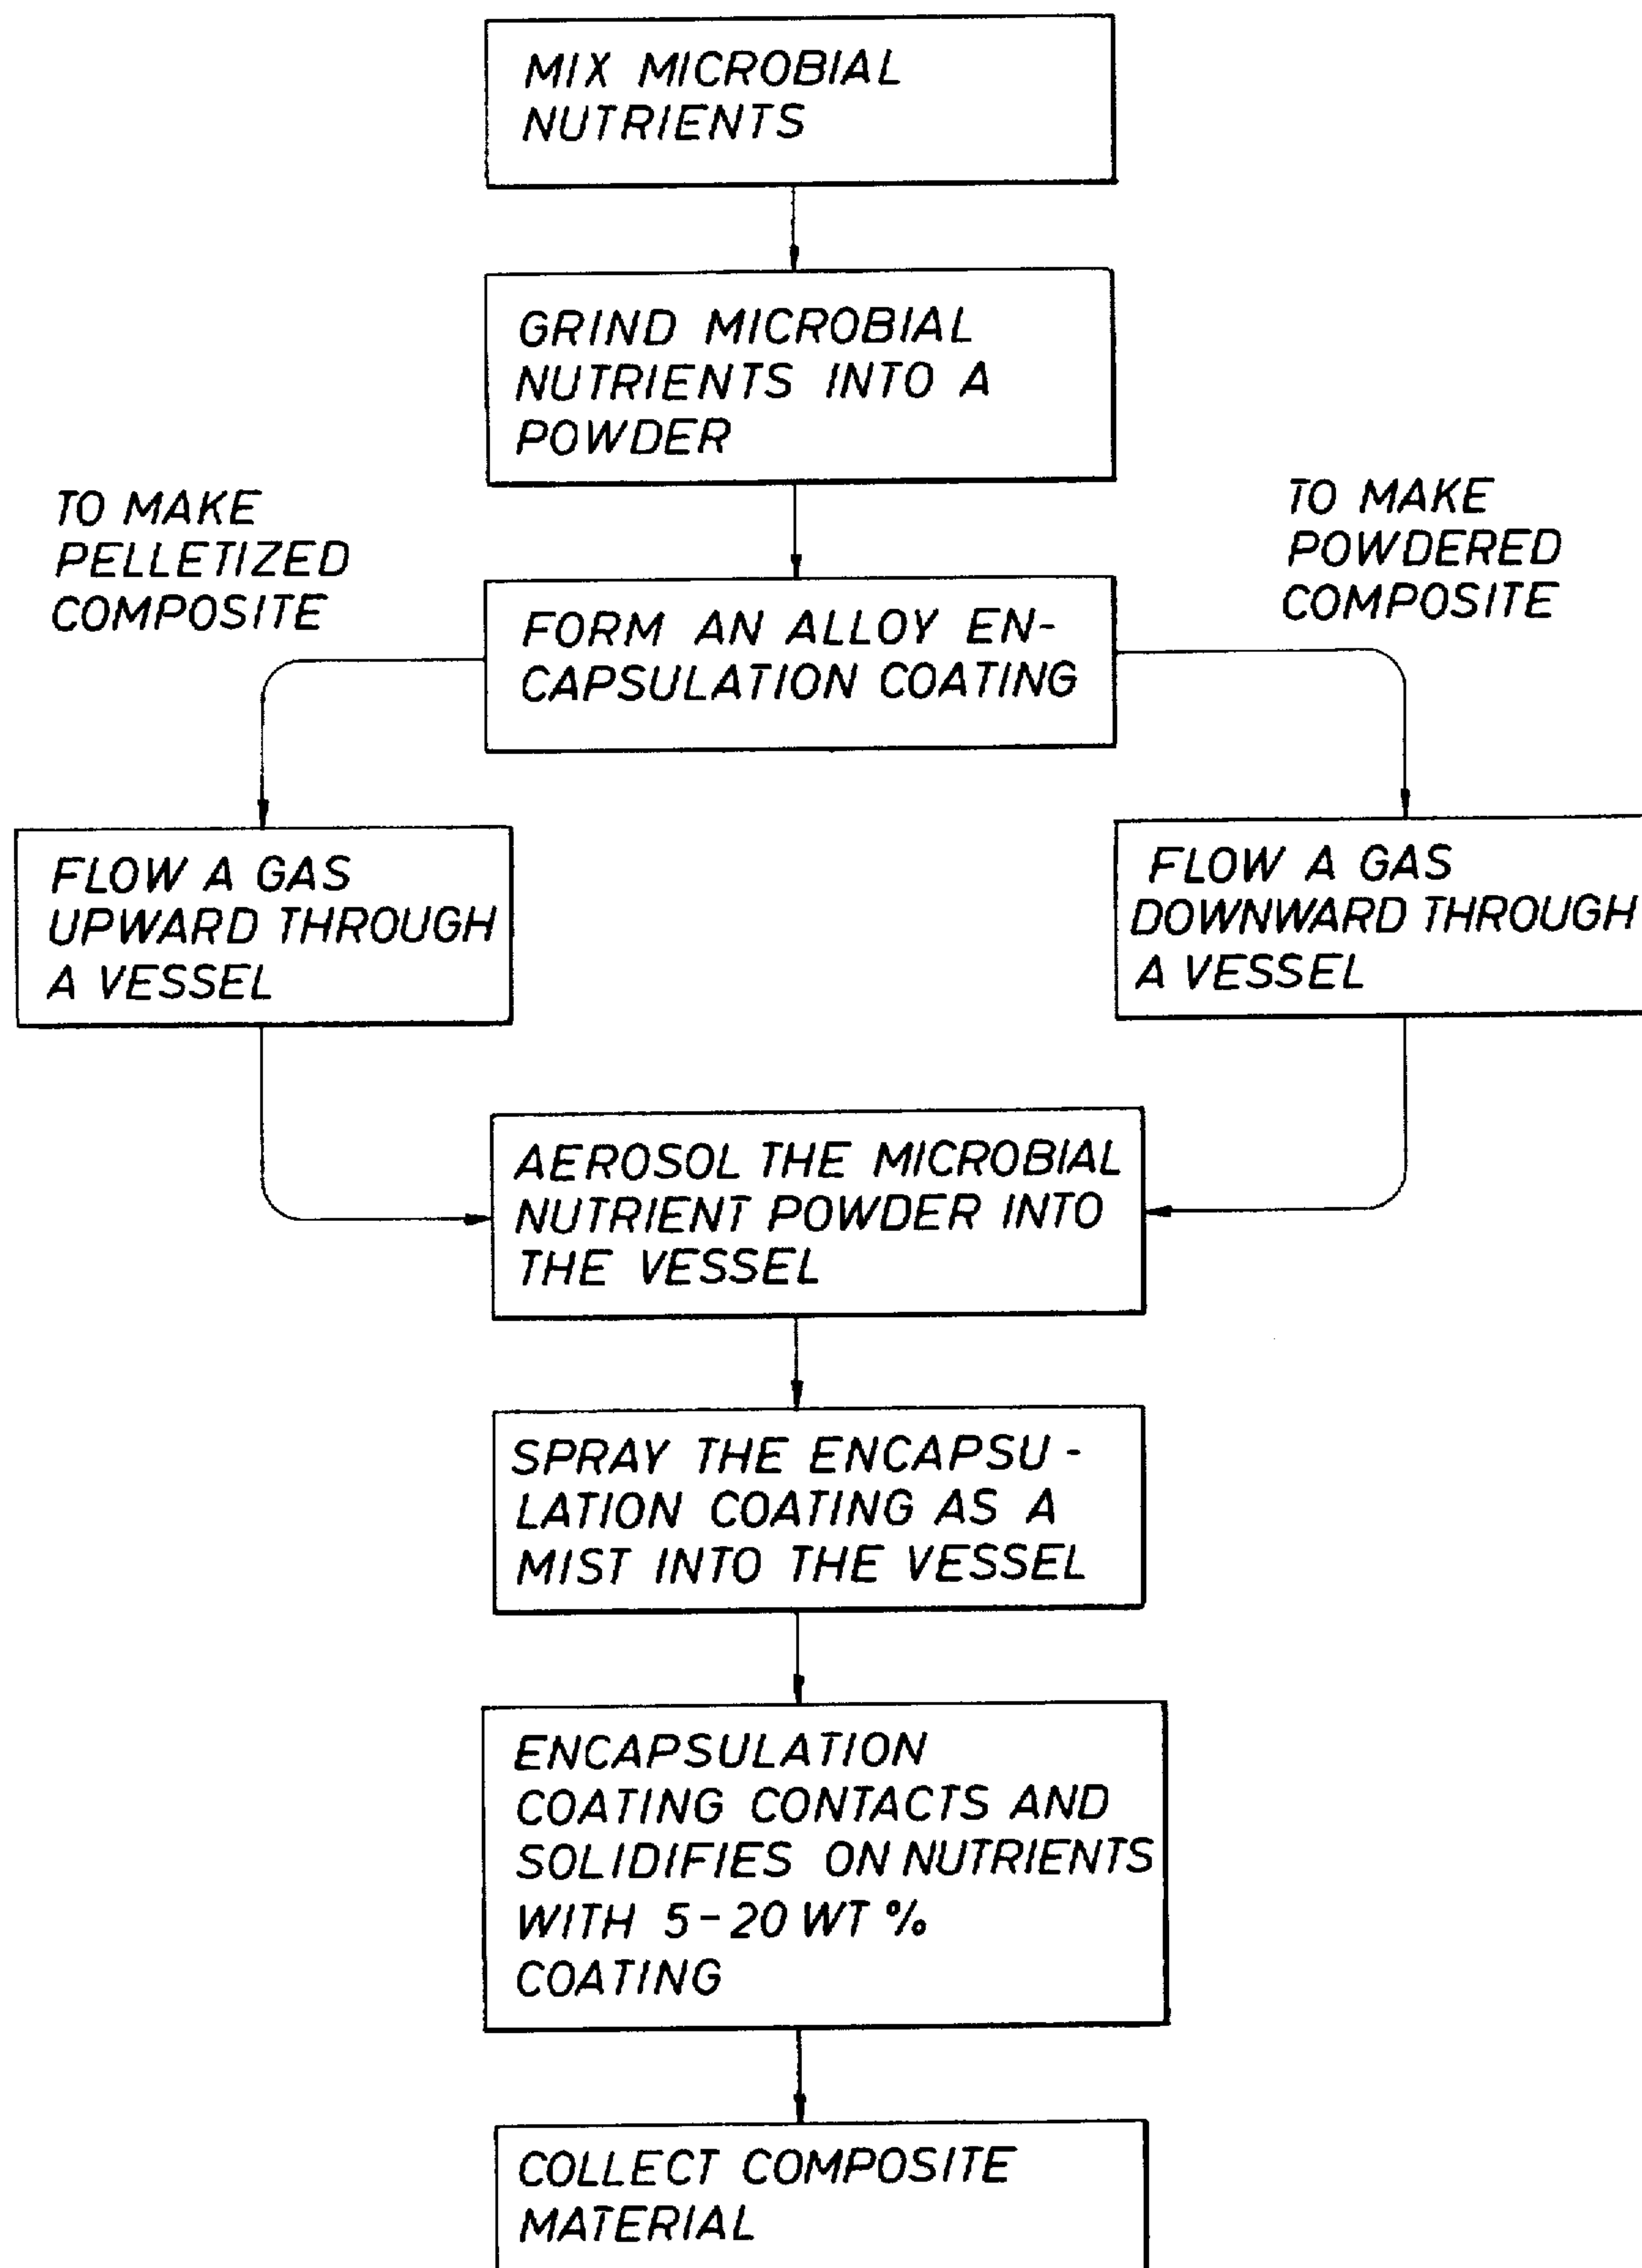 MIX MICROBIAL
NUTRIENTS
GRIND MICROBIAL
NUTRIENTS INTO A
POWDER
TO MAKE
PELLETIZED
COMPOSITE
TO MAKE
POWDERED
COMPOSITE
FORM AN ALLOY EN-
CAPSULATION COATING
FLOW A GAS
UPWARD THROUGH
A VESSEL
FLOW A GAS
DOWNWARD THROUGH
A VESSEL
AEROSOL THE MICROBIAL
NUTRIENT POWDER INTO
THE VESSEL
SPRAY THE ENCAPSU-
LATION COATING AS A
MIST INTO THE VESSEL
ENCAPSULATION
COATING CONTACTS AND
SOLIDIFIES ON NUTRIENTS
WITH 5-20 WT %
COATING
COLLECT COMPOSITE
MATERIAL